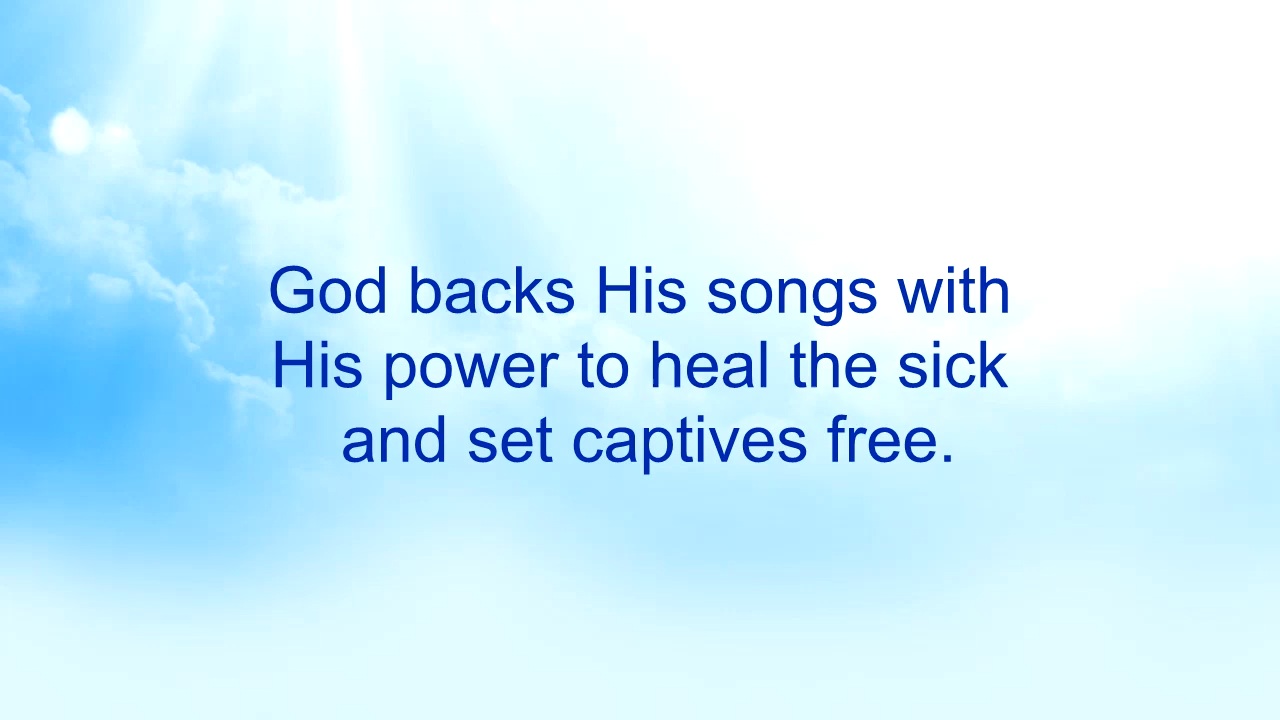 God backs His songs with
His power to heal the sick
and set captives free.